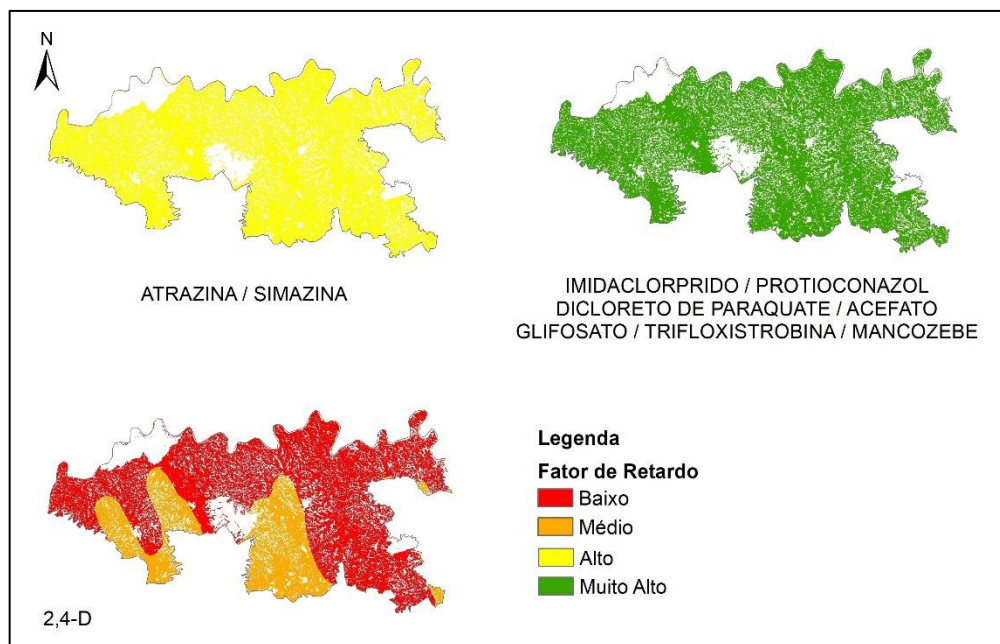 N
ATRAZINA / SIMAZINA
IMIDACLORPRIDO / PROTIOCONAZOL
DICLORETO DE PARAQUATE / ACEFATO
GLIFOSATO / TRIFLOXISTROBINA / MANCOZEBE
2,4-D
Legenda
Fator de Retardo
Baixo
Médio
Alto
Muito Alto